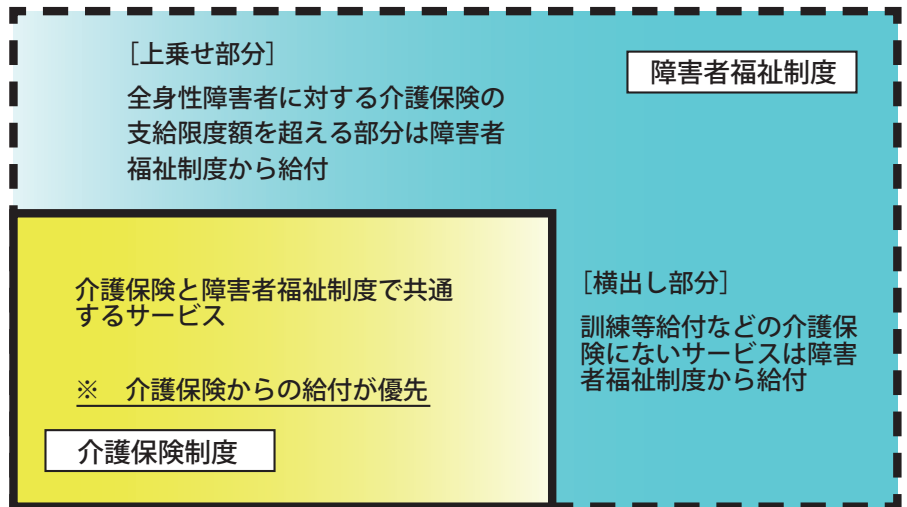 ［上乗せ部分］
障害者福祉制度
全身性障害者に対する介護保険の
支給限度額を超える部分は障害者
福祉制度から給付
介護保険と障害者福祉制度で共通
するサービス
※　介護保険からの給付が優先
介護保険制度
［横出し部分］
訓練等給付などの介護保
険にないサービスは障害
者福祉制度から給付